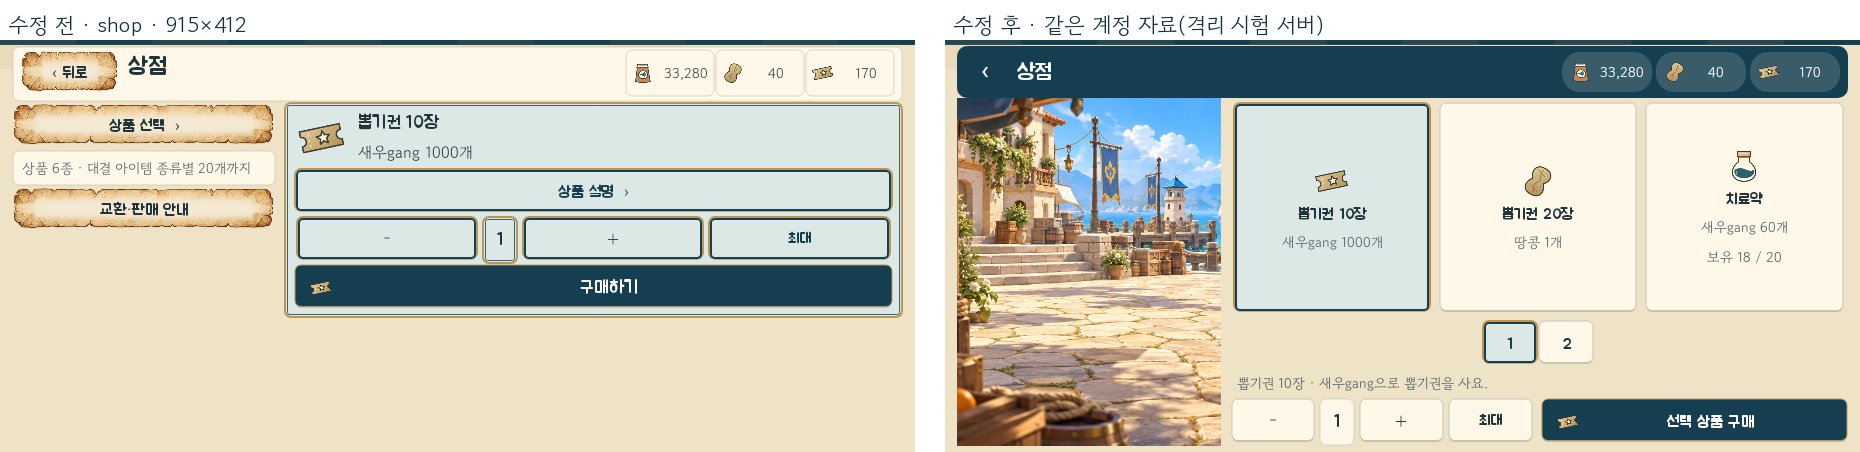 수정 전 · shop · 915×412
‹ 뒤로
상점
33,280
40
170
상품 선택 ›
상품 6종 · 대결 아이템 종류별 20개까지
교환·판매 안내
뽑기권 10장
새우gang 1000개
상품 설명 ›
-
1
+
최대
구매하기
수정 후 · 같은 계정 자료(격리 시험 서버)
‹
상점
33,280
40
170
뽑기권 10장
새우gang 1000개
뽑기권 20장
땅콩 1개
치료약
새우gang 60개
보유 18 / 20
1
2
뽑기권 10장 · 새우gang으로 뽑기권을 사요.
-
1
+
최대
선택 상품 구매